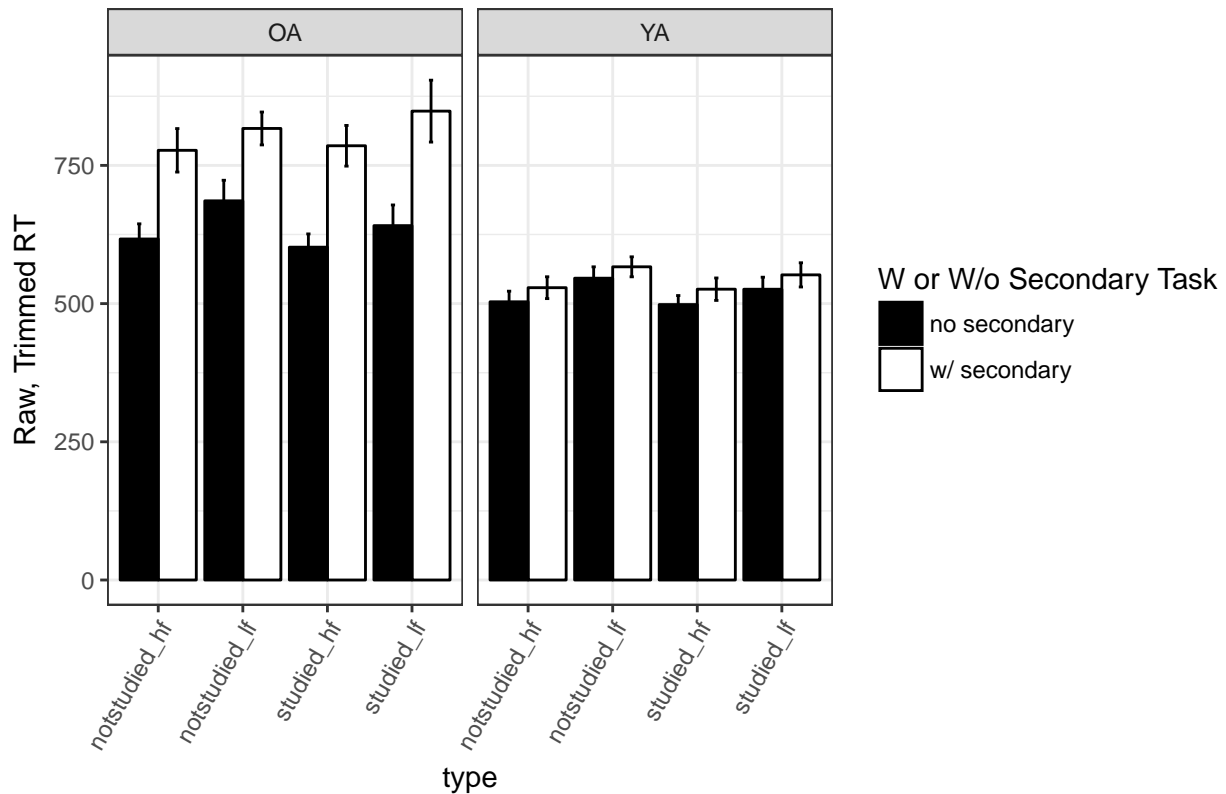 OA
YA
Raw, Trimmed RT
750
500
250
0
notstudied_hf
notstudied_lf
studied_hf
studied_lf
notstudied_hf
notstudied_lf
studied_hf
studied_lf
type
W or W/o Secondary Task
no secondary
w/ secondary